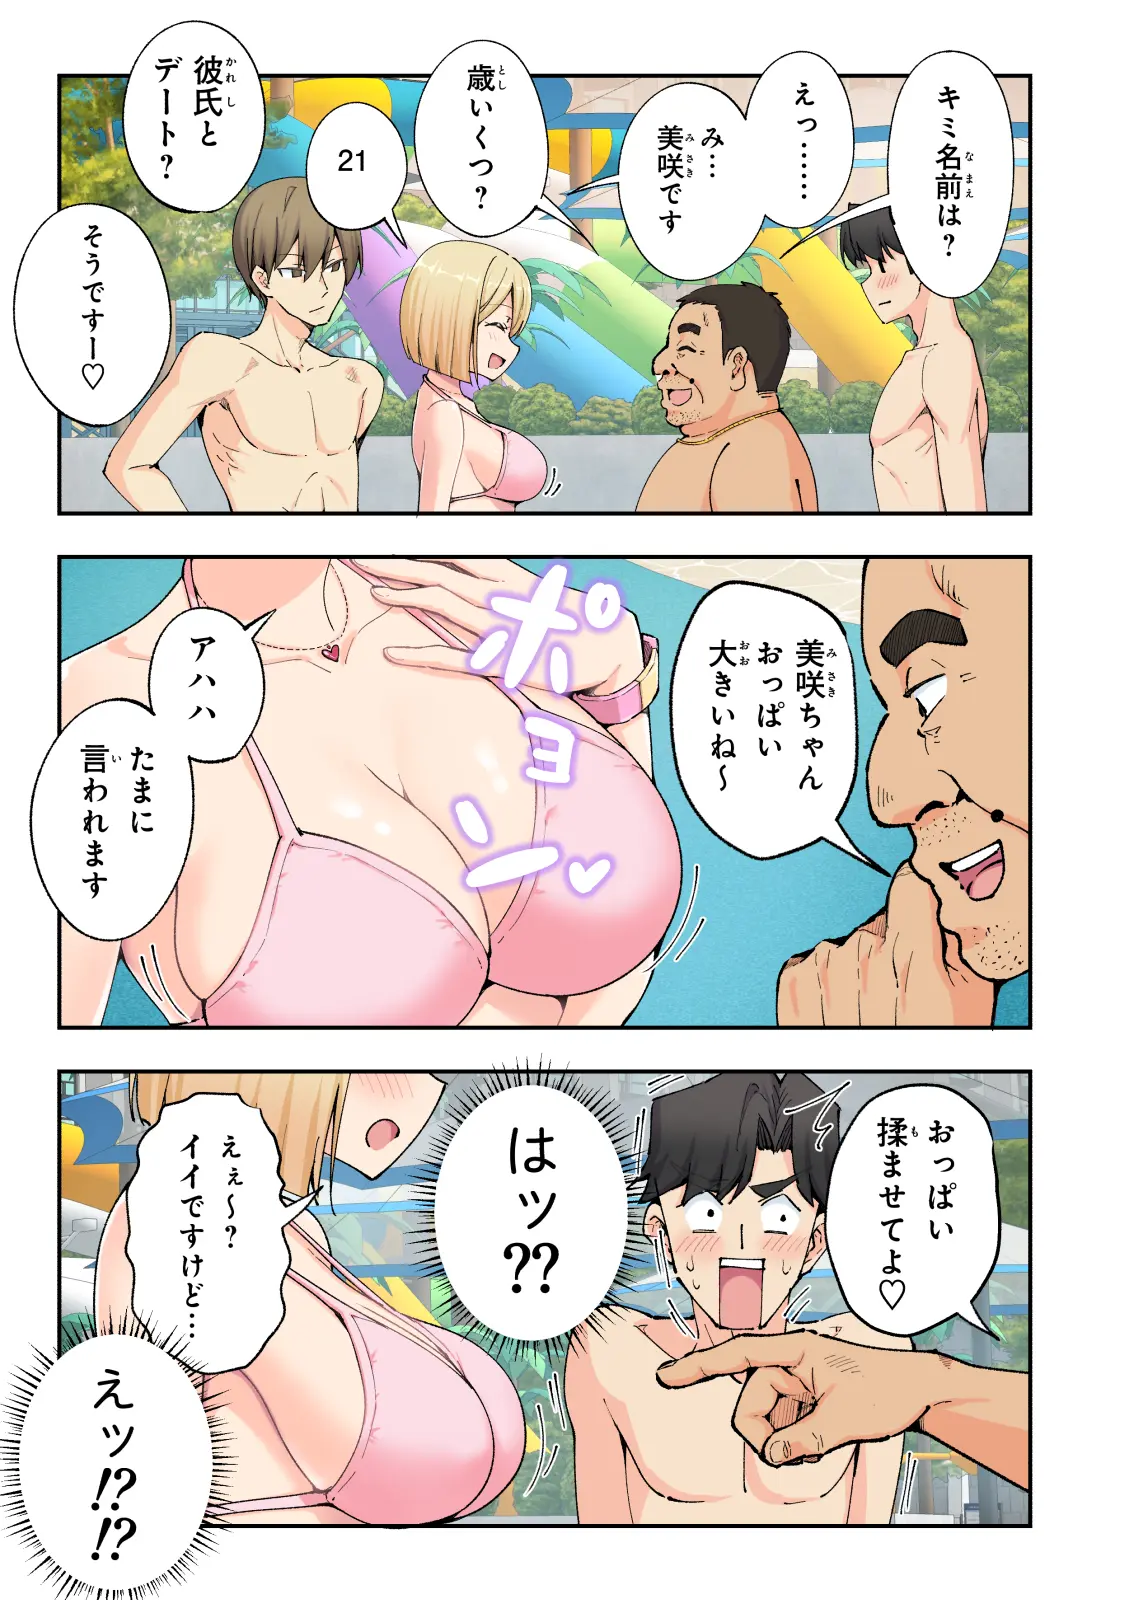 キミ名前は?
えっ……
み…
美咲です
歳いくつ?
21
彼氏と
デート?
そうですー♡
美咲ちゃん
おっぱい
大きいね〜
ポヨン♥
アハハ
たまに
言われます
おっぱい
揉ませてよ♡
はッ??
えぇ〜?
イイですけど…
えッ!?!?